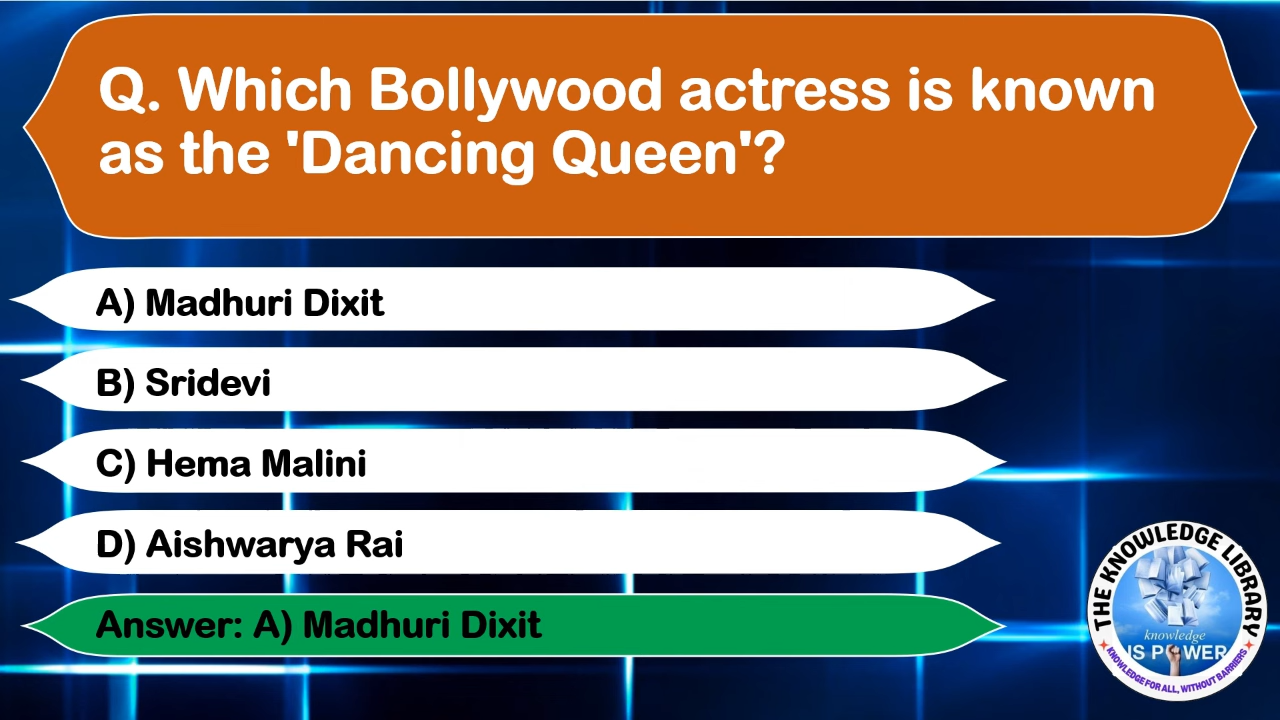 Q. Which Bollywood actress is known
as the 'Dancing Queen'?
A) Madhuri Dixit
B) Sridevi
C) Hema Malini
D) Aishwarya Rai
Answer: A) Madhuri Dixit
THE KNOWLEDGE LIBRARY
knowledge
IS POWER
KNOWLEDGE FOR ALL, WITHOUT BARRIERS